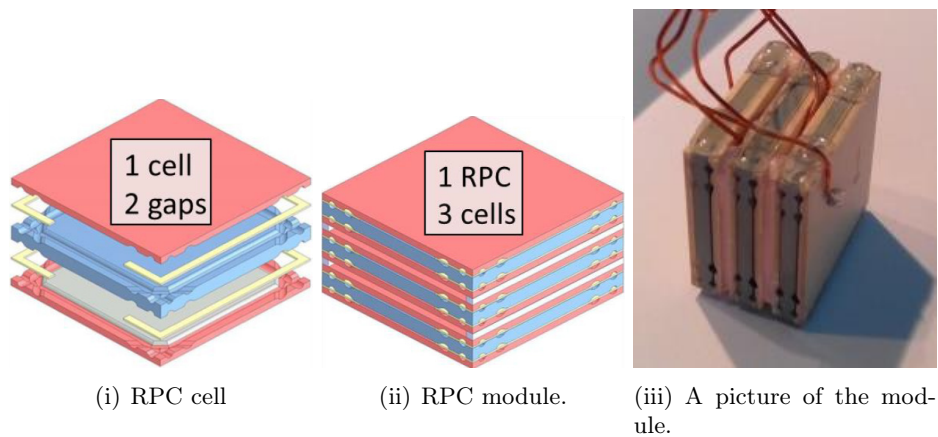 1 cell
2 gaps
1 RPC
3 cells
(i) RPC cell
(ii) RPC module.
(iii) A picture of the mod-
ule.